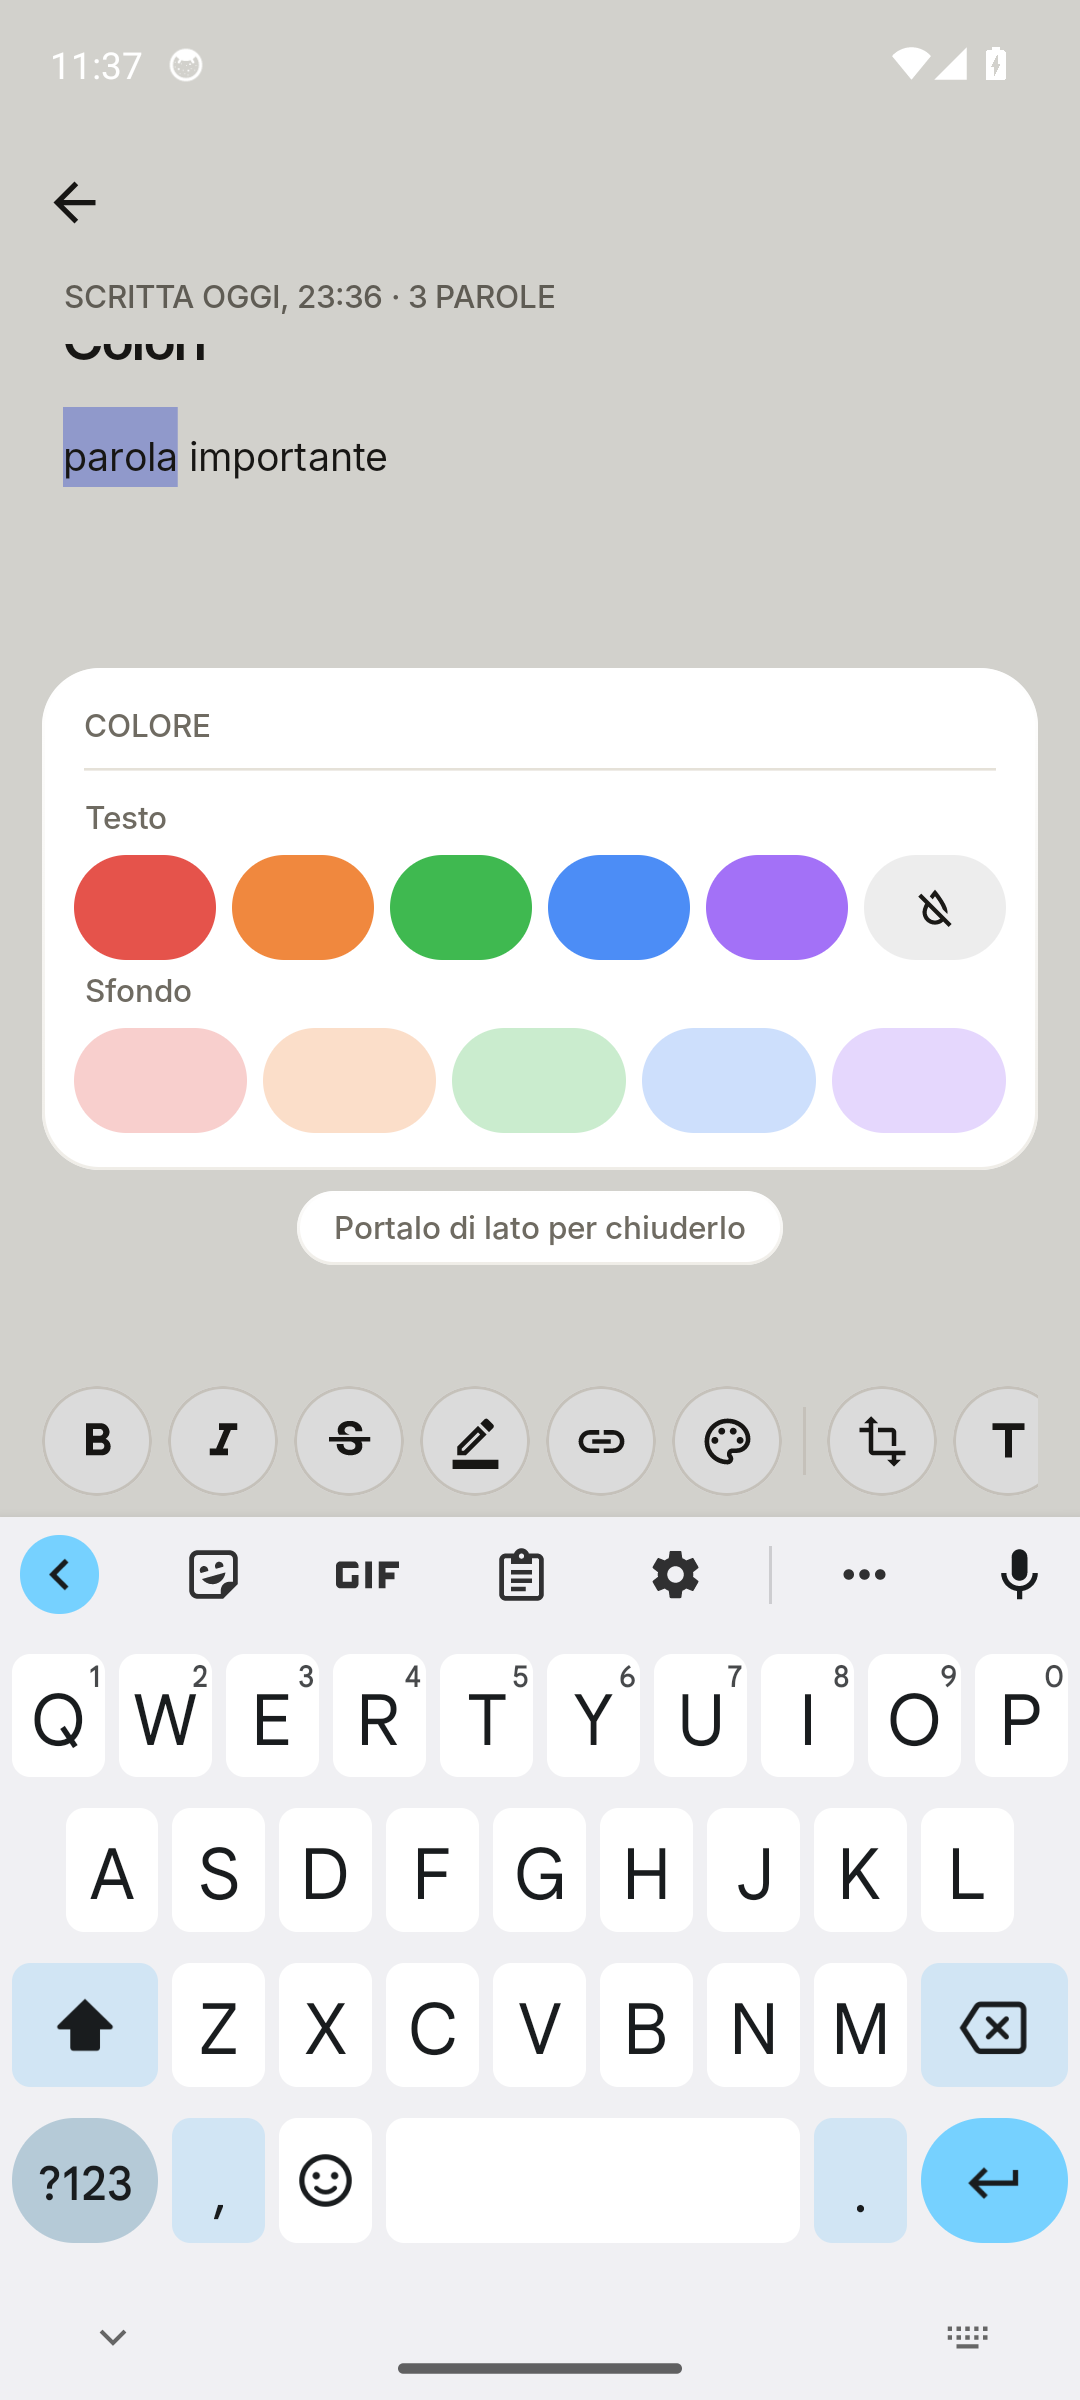 11:37
SCRITTA OGGI, 23:36 · 3 PAROLE
Colori
parola importante
COLORE
Testo
Sfondo
Portalo di lato per chiuderlo
B I S T
GIF
Q 1 W 2 E 3 R 4 T 5 Y 6 U 7 I 8 O 9 P 0
A S D F G H J K L
Z X C V B N M
?123 , .